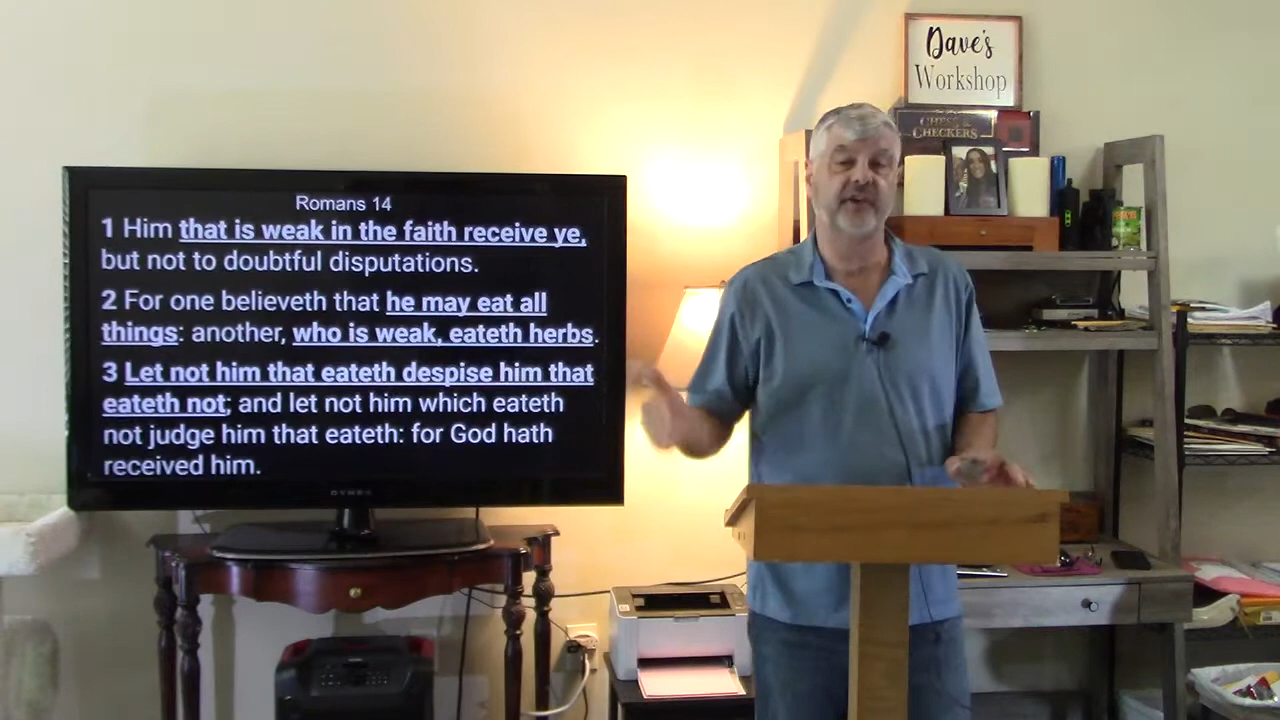 Dave's
Workshop
CHESS &
CHECKERS
Romans 14
1 Him that is weak in the faith receive ye,
but not to doubtful disputations.
2 For one believeth that he may eat all
things: another, who is weak, eateth herbs.
3 Let not him that eateth despise him that
eateth not; and let not him which eateth
not judge him that eateth: for God hath
received him.
DYNEX